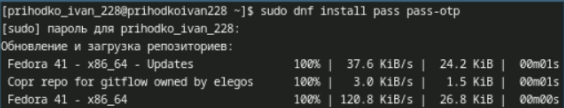 [prihodko_ivan_228@prihodkoivan228 ~]$ sudo dnf install pass pass-otp
[sudo] пароль для prihodko_ivan_228:
Обновление и загрузка репозиториев:
Fedora 41 - x86_64 - Updates 100% | 37.6 KiB/s | 24.2 KiB | 00m01s
Copr repo for gitflow owned by elegos 100% | 3.0 KiB/s | 1.5 KiB | 00m01s
Fedora 41 - x86_64 100% | 120.8 KiB/s | 26.8 KiB | 00m00s